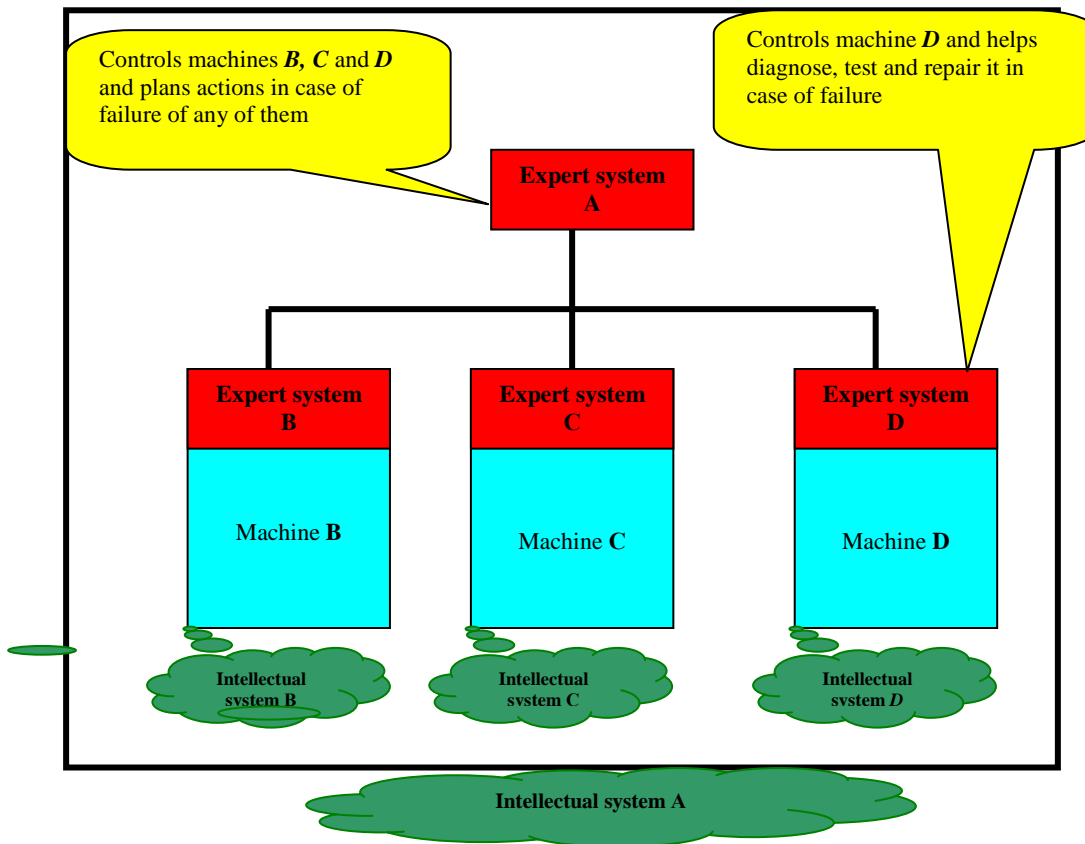 Controls machines B, C and D
and plans actions in case of
failure of any of them
Controls machine D and helps
diagnose, test and repair it in
case of failure
Expert system
A
Expert system
B
Expert system
C
Expert system
D
Machine B
Machine C
Machine D
Intellectual
system B
Intellectual
system C
Intellectual
system D
Intellectual system A